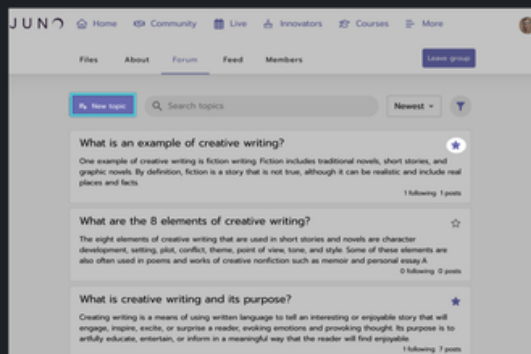 JUNO
Home Community Live Innovators Courses More
Files About Forum Feed Members Leave group
New topic Search topics Newest
What is an example of creative writing?
One example of creative writing is fiction writing. Fiction includes traditional novels, short stories, and
graphic novels. By definition, fiction is a story that is not true, although it can be realistic and include real
places and facts.
1 following 1 posts
What are the 8 elements of creative writing?
The eight elements of creative writing that are used in short stories and novels are character
development, setting, plot, conflict, theme, point of view, tone, and style. Some of these elements are
also often used in poems and works of creative nonfiction such as memoir and personal essay.A
0 following 0 posts
What is creative writing and its purpose?
Creating writing is a means of using written language to tell an interesting or enjoyable story that will
engage, inspire, excite, or surprise a reader, evoking emotions and provoking thought. Its purpose is to
artfully educate, entertain, or inform in a meaningful way that the reader will find enjoyable.
1 following 7 posts